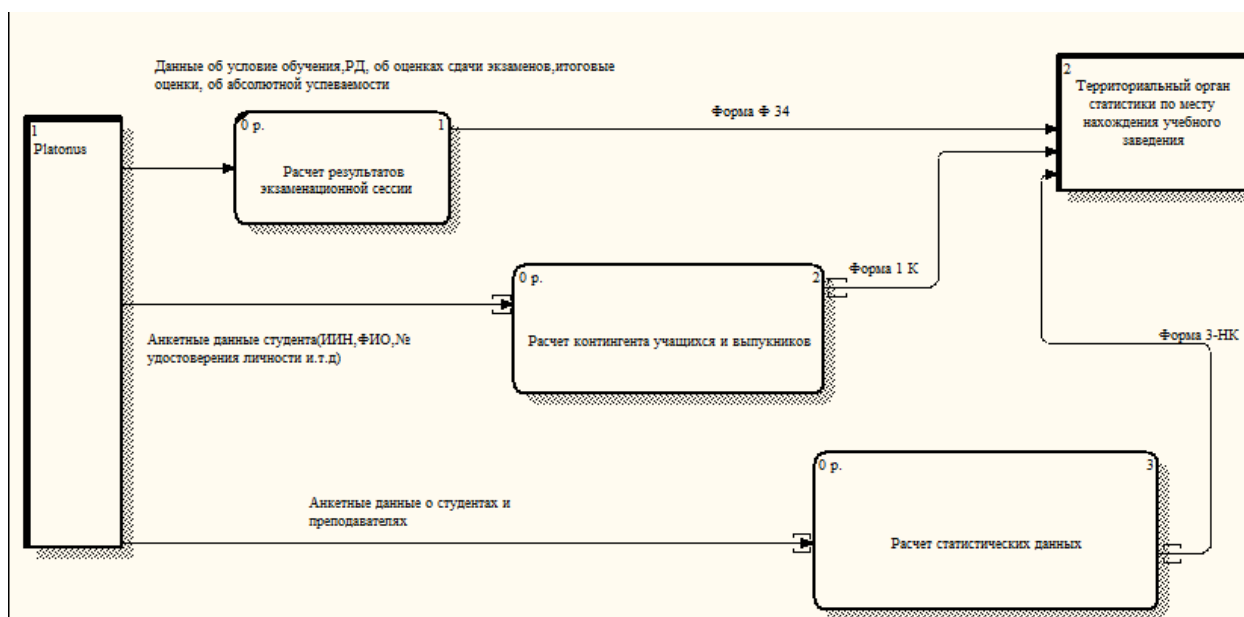 Данные об условие обучения,РД, об оценках сдачи экзаменов,итоговые
оценки, об абсолютной успеваемости
1
Platonus
0 р.
1
Расчет результатов
экзаменационной сессии
Форма Ф 34
2
Территориальный орган
статистики по месту
нахождения учебного
заведения
Анкетные данные студента(ИИН,ФИО,№
удостоверения личности и.т.д)
0 р.
2
Расчет контингента учащихся и выпукников
Форма 1 К
Форма 3-НК
Анкетные данные о студентах и
преподавателях
0 р.
3
Расчет статистических данных